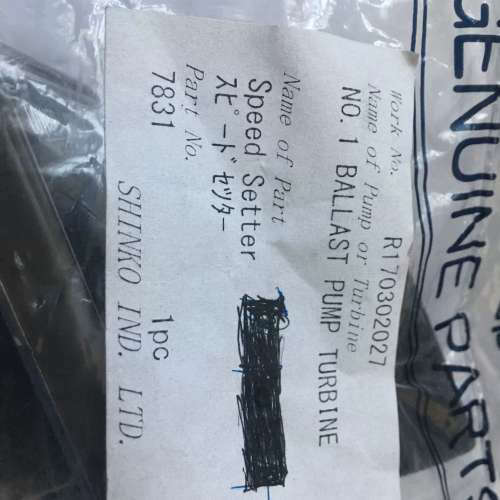 Work No. R170302027
Name of Pump or Turbine
NO. 1 BALLAST PUMP TURBINE
Name of Part
Speed Setter
スピードセッター
Part No.
7831 1pc
SHINKO IND. LTD.
GENUINE PARTS